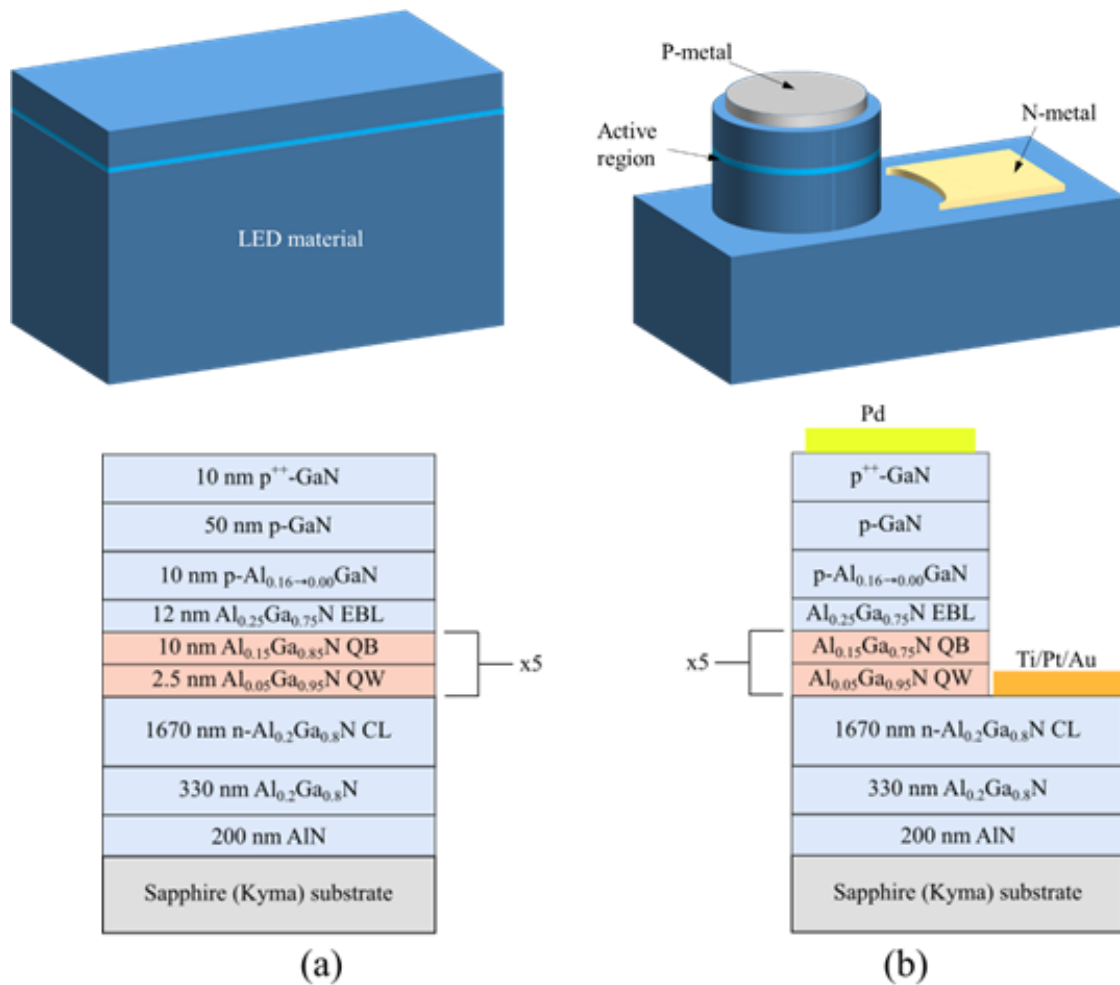 P-metal
N-metal
Active
region
LED material
10 nm p⁺⁺-GaN
50 nm p-GaN
10 nm p-Al₀.₁₆→₀.₀₀GaN
12 nm Al₀.₂₅Ga₀.₇₅N EBL
10 nm Al₀.₁₅Ga₀.₈₅N QB
2.5 nm Al₀.₀₅Ga₀.₉₅N QW
x5
1670 nm n-Al₀.₂Ga₀.₈N CL
330 nm Al₀.₂Ga₀.₈N
200 nm AlN
Sapphire (Kyma) substrate
(a)
Pd
p⁺⁺-GaN
p-GaN
p-Al₀.₁₆→₀.₀₀GaN
Al₀.₂₅Ga₀.₇₅N EBL
Al₀.₁₅Ga₀.₇₅N QB
Al₀.₀₅Ga₀.₉₅N QW
x5
Ti/Pt/Au
1670 nm n-Al₀.₂Ga₀.₈N CL
330 nm Al₀.₂Ga₀.₈N
200 nm AlN
Sapphire (Kyma) substrate
(b)